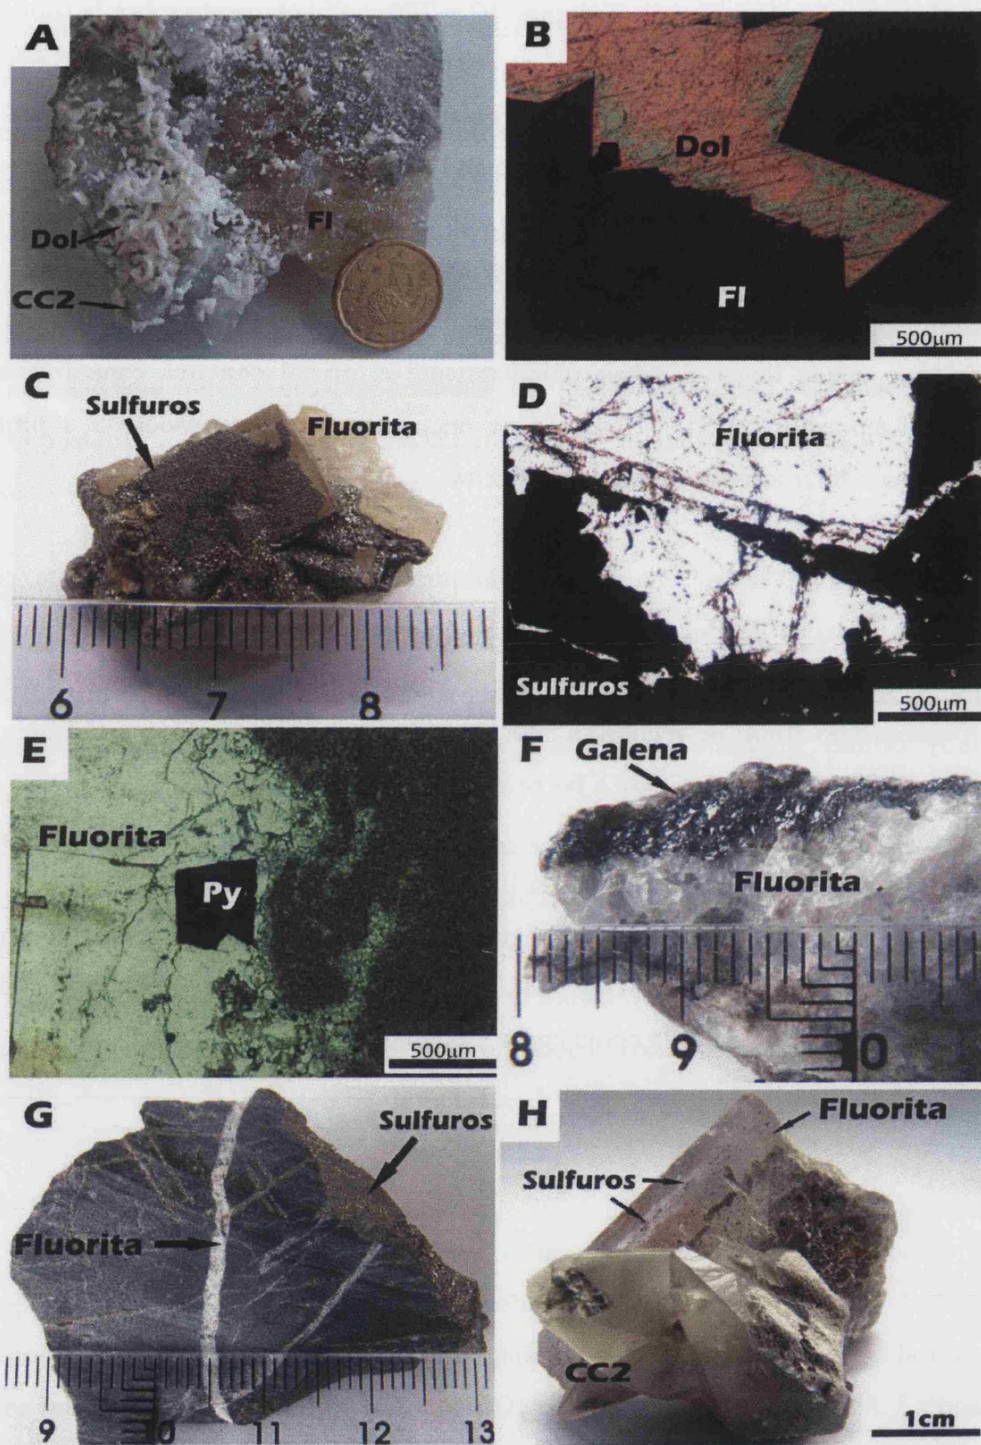 A
Dol
Fl
CC2
B
Dol
Fl
500µm
C
Sulfuros
Fluorita
6 7 8
D
Fluorita
Sulfuros
500µm
E
Fluorita
Py
500µm
F
Galena
Fluorita
8 9 0
G
Sulfuros
Fluorita
9 10 11 12 13
H
Fluorita
Sulfuros
CC2
1cm